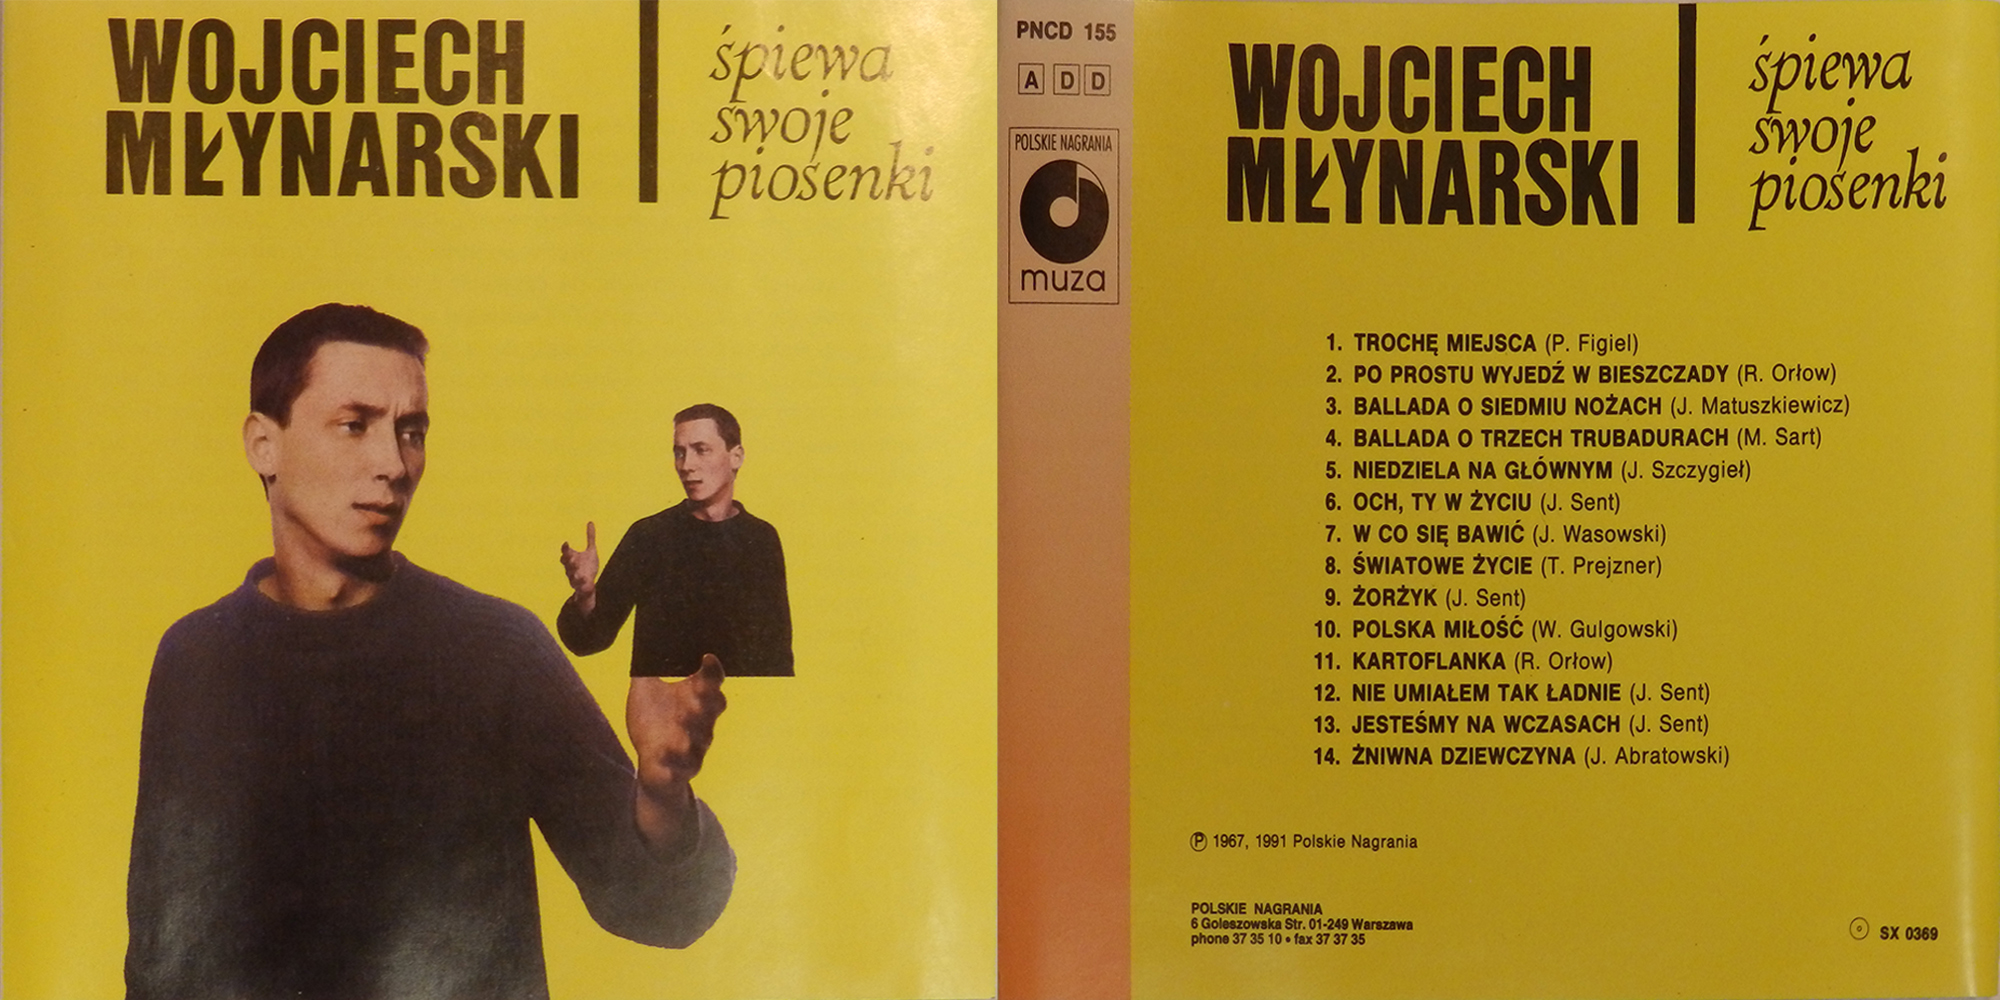 WOJCIECH
MŁYNARSKI
śpiewa
swoje
piosenki
PNCD 155
A D D
POLSKIE NAGRANIA
muza
WOJCIECH
MŁYNARSKI
śpiewa
swoje
piosenki
1. TROCHĘ MIEJSCA (P. Figiel)
2. PO PROSTU WYJEDŹ W BIESZCZADY (R. Orłow)
3. BALLADA O SIEDMIU NOŻACH (J. Matuszkiewicz)
4. BALLADA O TRZECH TRUBADURACH (M. Sart)
5. NIEDZIELA NA GŁÓWNYM (J. Szczygieł)
6. OCH, TY W ŻYCIU (J. Sent)
7. W CO SIĘ BAWIĆ (J. Wasowski)
8. ŚWIATOWE ŻYCIE (T. Prejzner)
9. ŻORŻYK (J. Sent)
10. POLSKA MIŁOŚĆ (W. Gulgowski)
11. KARTOFLANKA (R. Orłow)
12. NIE UMIAŁEM TAK ŁADNIE (J. Sent)
13. JESTEŚMY NA WCZASACH (J. Sent)
14. ŻNIWNA DZIEWCZYNA (J. Abratowski)
Ⓟ 1967, 1991 Polskie Nagrania
POLSKIE NAGRANIA
6 Goleszowska Str. 01-249 Warszawa
phone 37 35 10 • fax 37 37 35
SX 0369